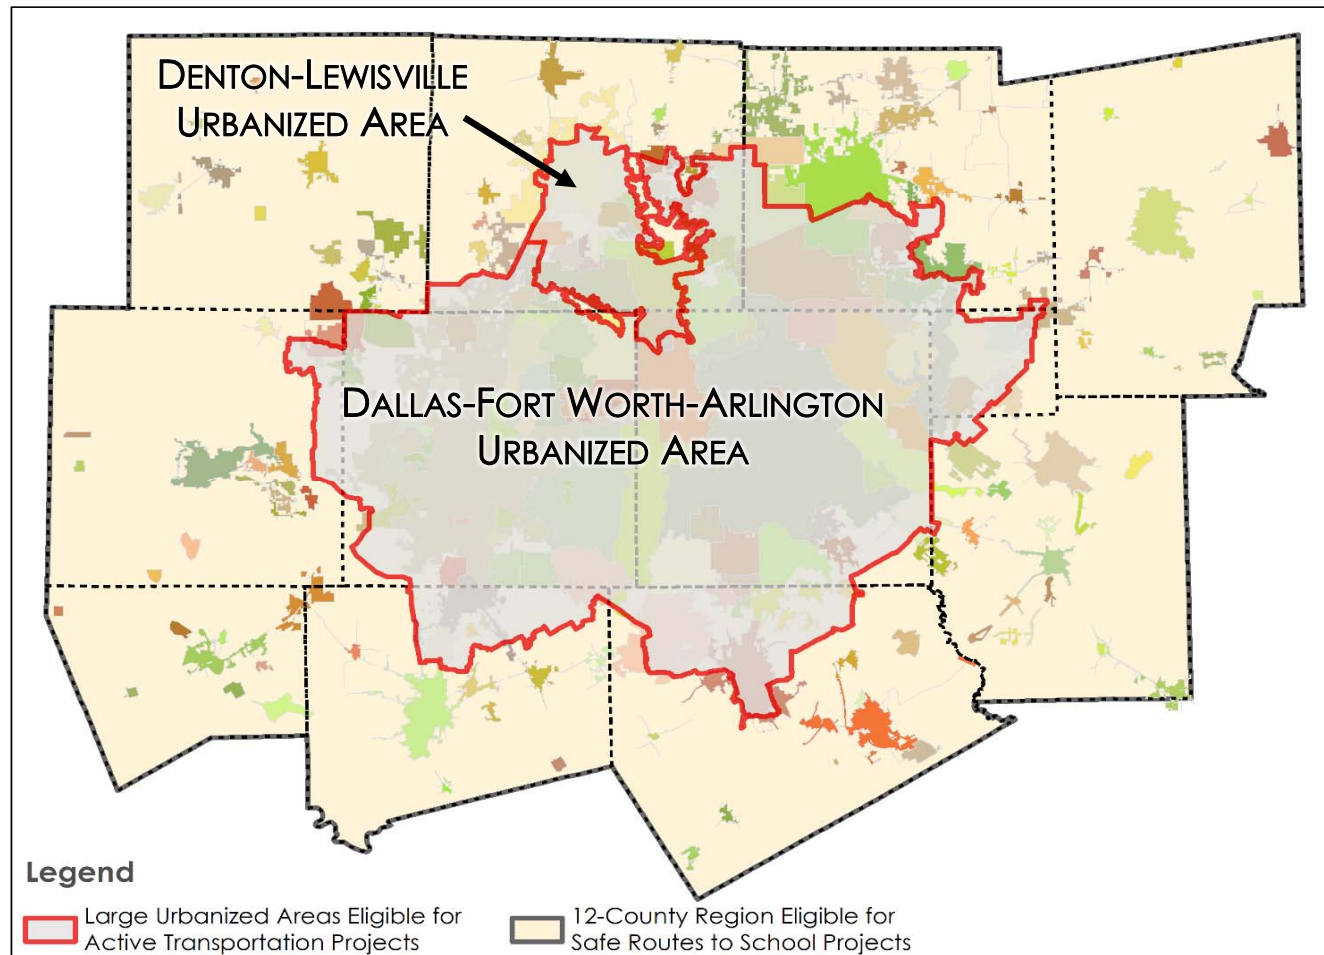 DENTON-LEWISVILLE
URBANIZED AREA
DALLAS-FORT WORTH-ARLINGTON
URBANIZED AREA
Legend
Large Urbanized Areas Eligible for
Active Transportation Projects
12-County Region Eligible for
Safe Routes to School Projects